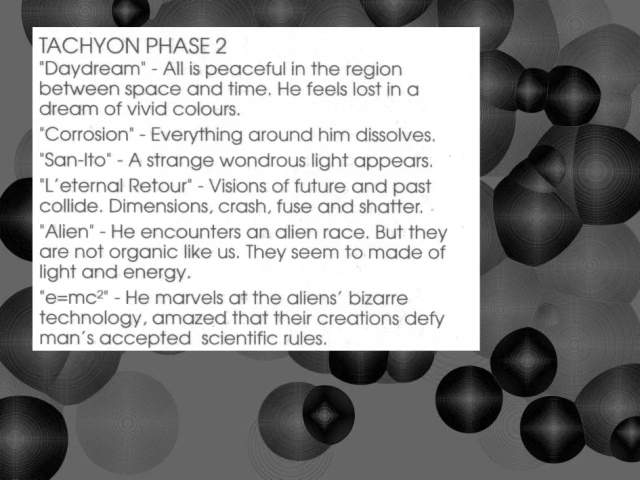 TACHYON PHASE 2
"Daydream" - All is peaceful in the region
between space and time. He feels lost in a
dream of vivid colours.
"Corrosion" - Everything around him dissolves.
"San-Ito" - A strange wondrous light appears.
"L´eternal Retour" - Visions of future and past
collide. Dimensions, crash, fuse and shatter.
"Alien" - He encounters an alien race. But they
are not organic like us. They seem to made of
light and energy.
"e=mc²" - He marvels at the aliens´ bizarre
technology, amazed that their creations defy
man´s accepted scientific rules.